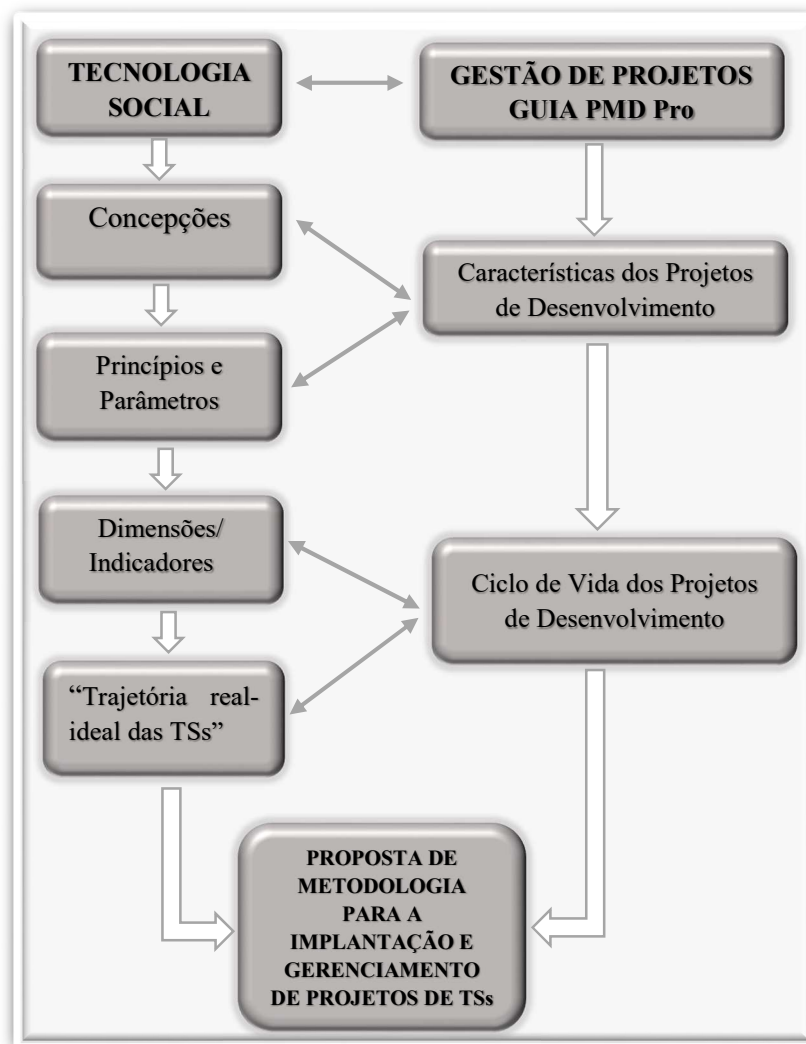 TECNOLOGIA
SOCIAL
GESTÃO DE PROJETOS
GUIA PMD Pro
Concepções
Características dos Projetos
de Desenvolvimento
Princípios e
Parâmetros
Dimensões/
Indicadores
Ciclo de Vida dos Projetos
de Desenvolvimento
“Trajetória real-
ideal das TSs”
PROPOSTA DE
METODOLOGIA
PARA A
IMPLANTAÇÃO E
GERENCIAMENTO
DE PROJETOS DE TSs